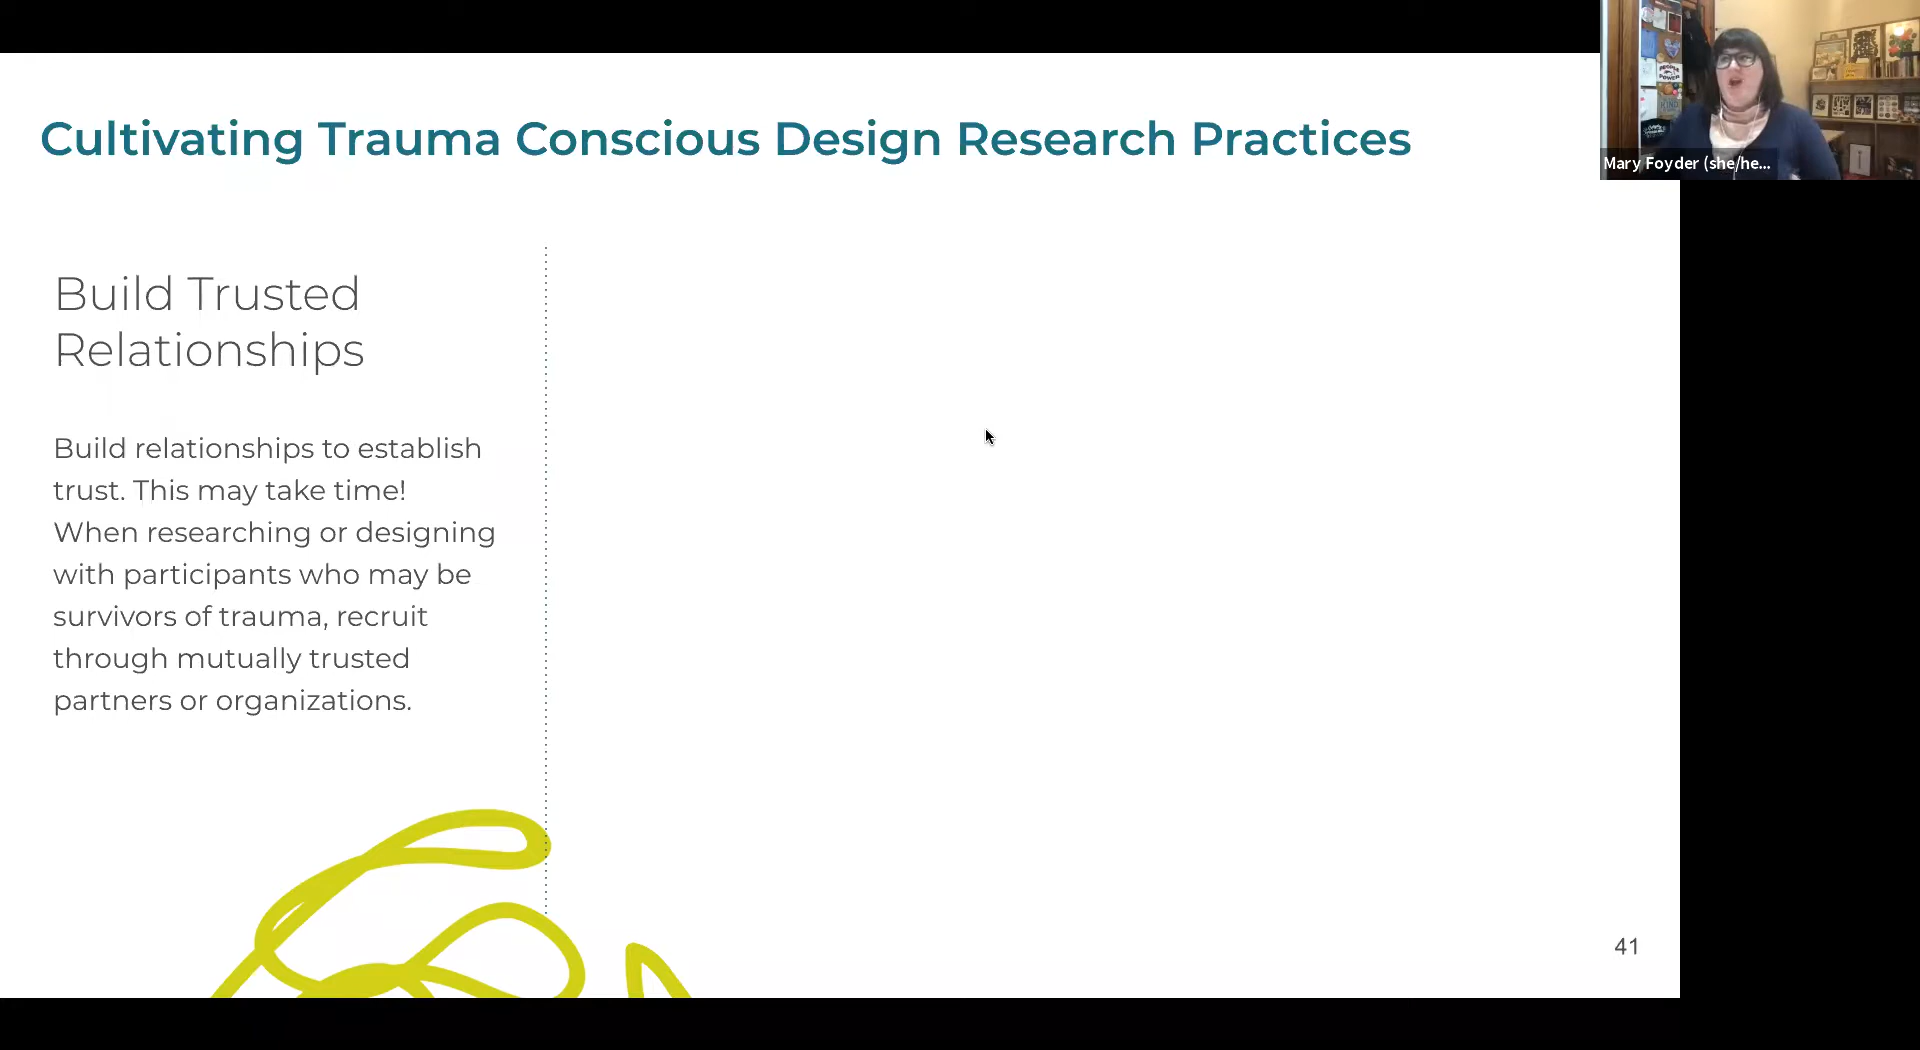 Cultivating Trauma Conscious Design Research Practices
Build Trusted
Relationships
Build relationships to establish
trust. This may take time!
When researching or designing
with participants who may be
survivors of trauma, recruit
through mutually trusted
partners or organizations.
41
PEOPLE
POWER
Mary Foyder (she/he...